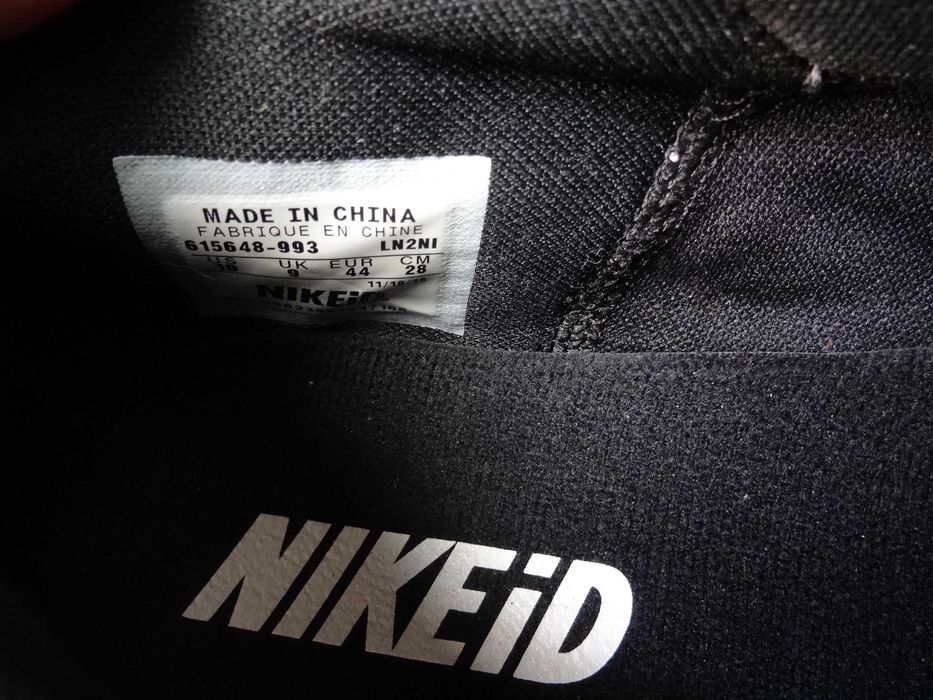 MADE IN CHINA
FABRIQUE EN CHINE
615648-993 LN2NI
US UK EUR CM
10 9 44 28
NIKEiD
NIKEiD